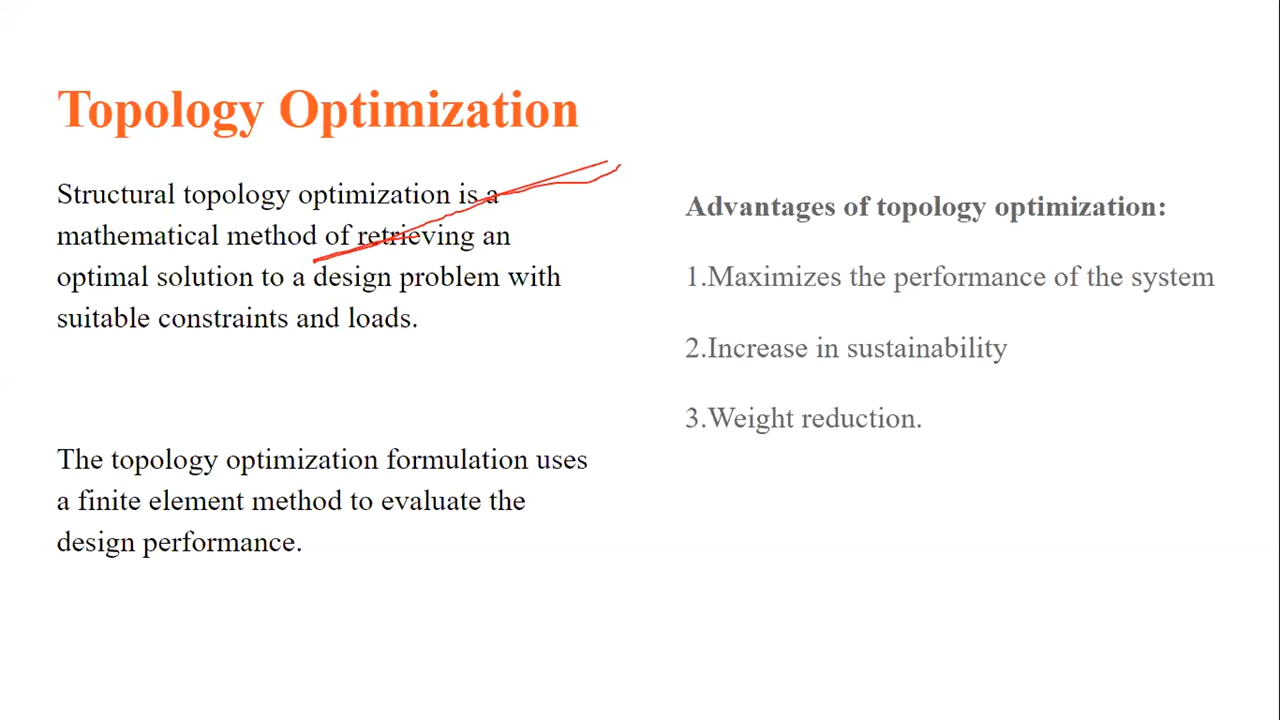 Topology Optimization
Structural topology optimization is a
mathematical method of retrieving an
optimal solution to a design problem with
suitable constraints and loads.
The topology optimization formulation uses
a finite element method to evaluate the
design performance.
Advantages of topology optimization:
1.Maximizes the performance of the system
2.Increase in sustainability
3.Weight reduction.